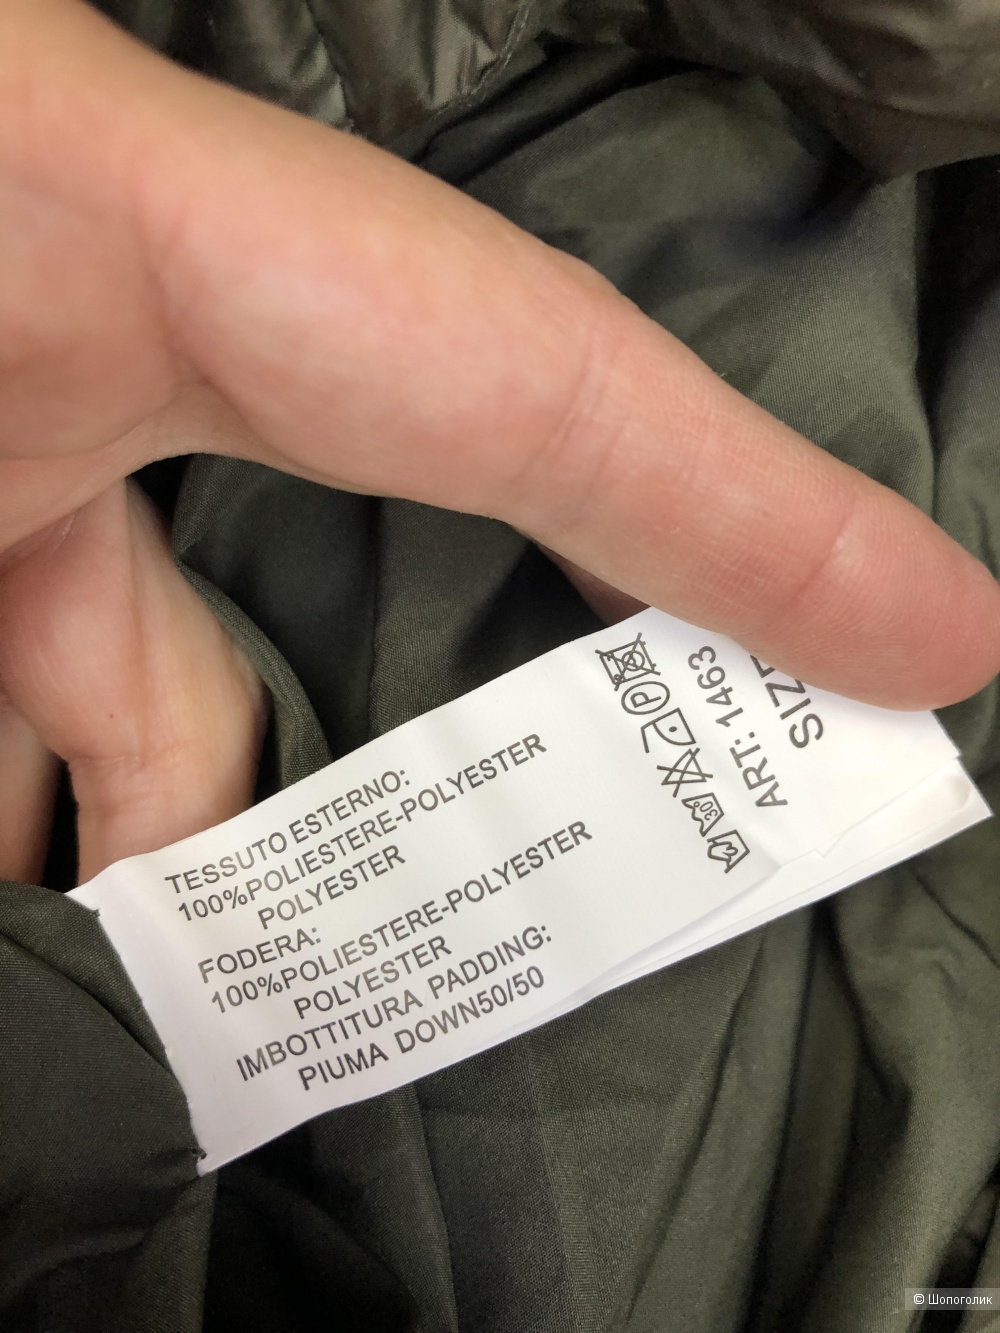 TESSUTO ESTERNO:
100%POLIESTERE-POLYESTER
POLYESTER
FODERA:
100%POLIESTERE-POLYESTER
POLYESTER
IMBOTTITURA PADDING:
PIUMA DOWN50/50
P
30°
ART: 1463
© Шопоголик